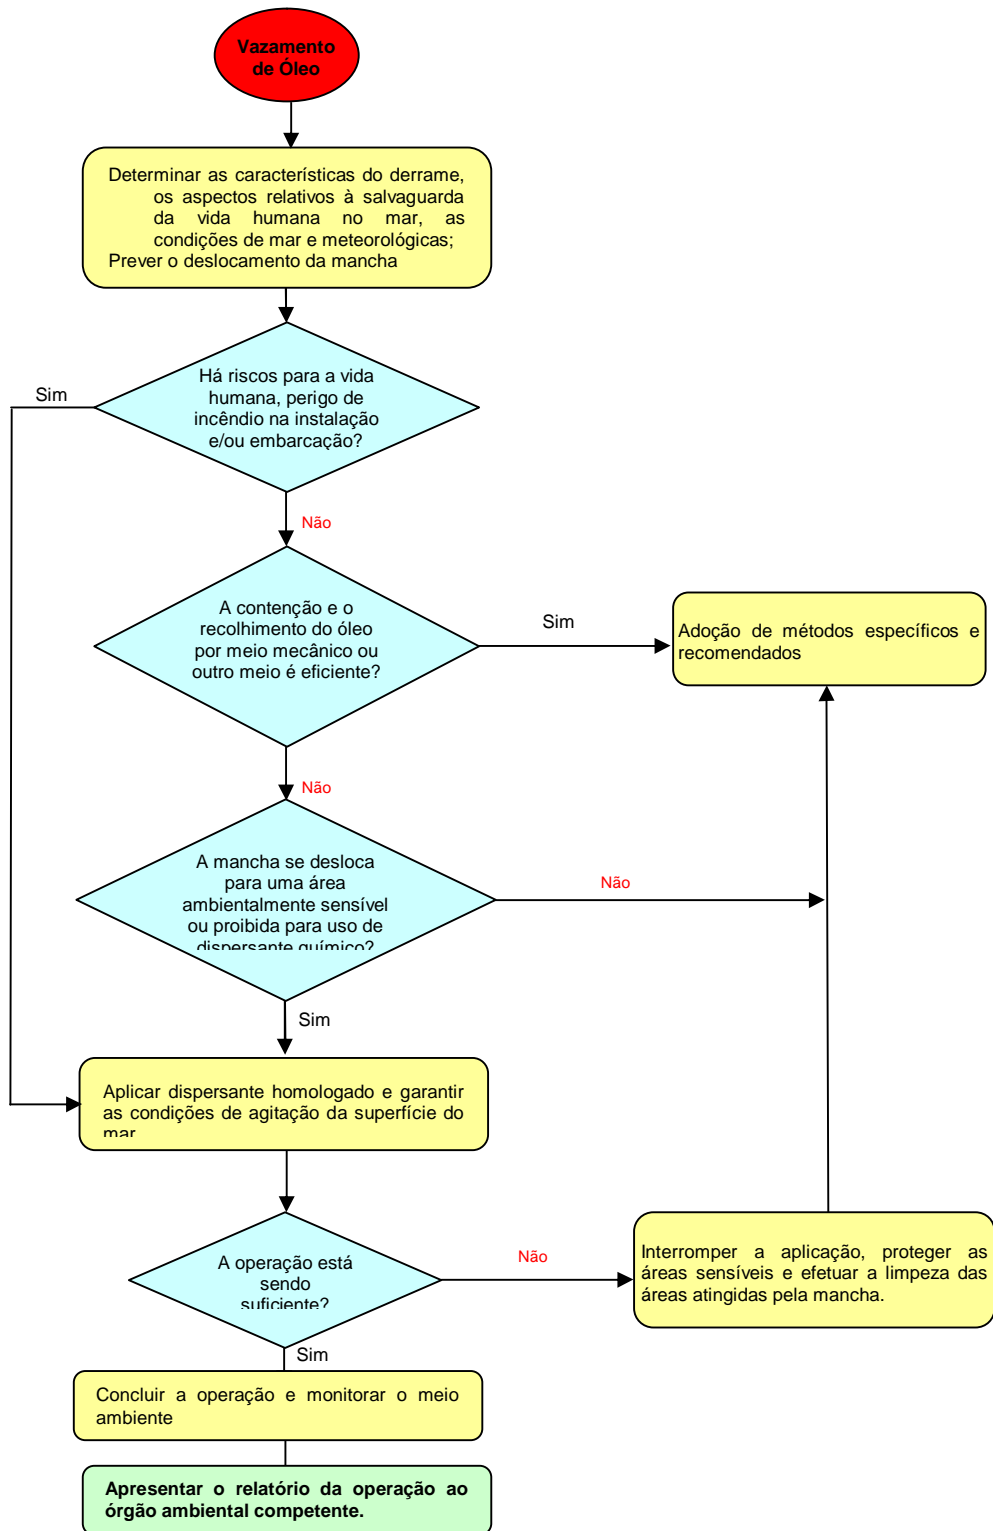 Vazamento
de Óleo
Determinar as características do derrame,
os aspectos relativos à salvaguarda
da vida humana no mar, as
condições de mar e meteorológicas;
Prever o deslocamento da mancha
Há riscos para a vida
humana, perigo de
incêndio na instalação
e/ou embarcação?
Sim
Não
A contenção e o
recolhimento do óleo
por meio mecânico ou
outro meio é eficiente?
Sim
Adoção de métodos específicos e
recomendados
Não
A mancha se desloca
para uma área
ambientalmente sensível
ou proibida para uso de
dispersante químico?
Não
Sim
Aplicar dispersante homologado e garantir
as condições de agitação da superfície do
mar
A operação está
sendo
suficiente?
Não
Interromper a aplicação, proteger as
áreas sensíveis e efetuar a limpeza das
áreas atingidas pela mancha.
Sim
Concluir a operação e monitorar o meio
ambiente
Apresentar o relatório da operação ao
órgão ambiental competente.